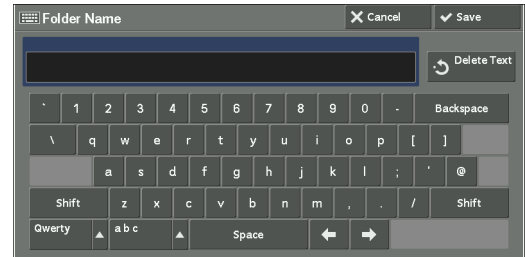 Folder Name Cancel Save
Delete Text
` 1 2 3 4 5 6 7 8 9 0 - Backspace
\ q w e r t y u i o p [ ]
a s d f g h j k l ; ' @
Shift z x c v b n m , . / Shift
Qwerty a b c Space